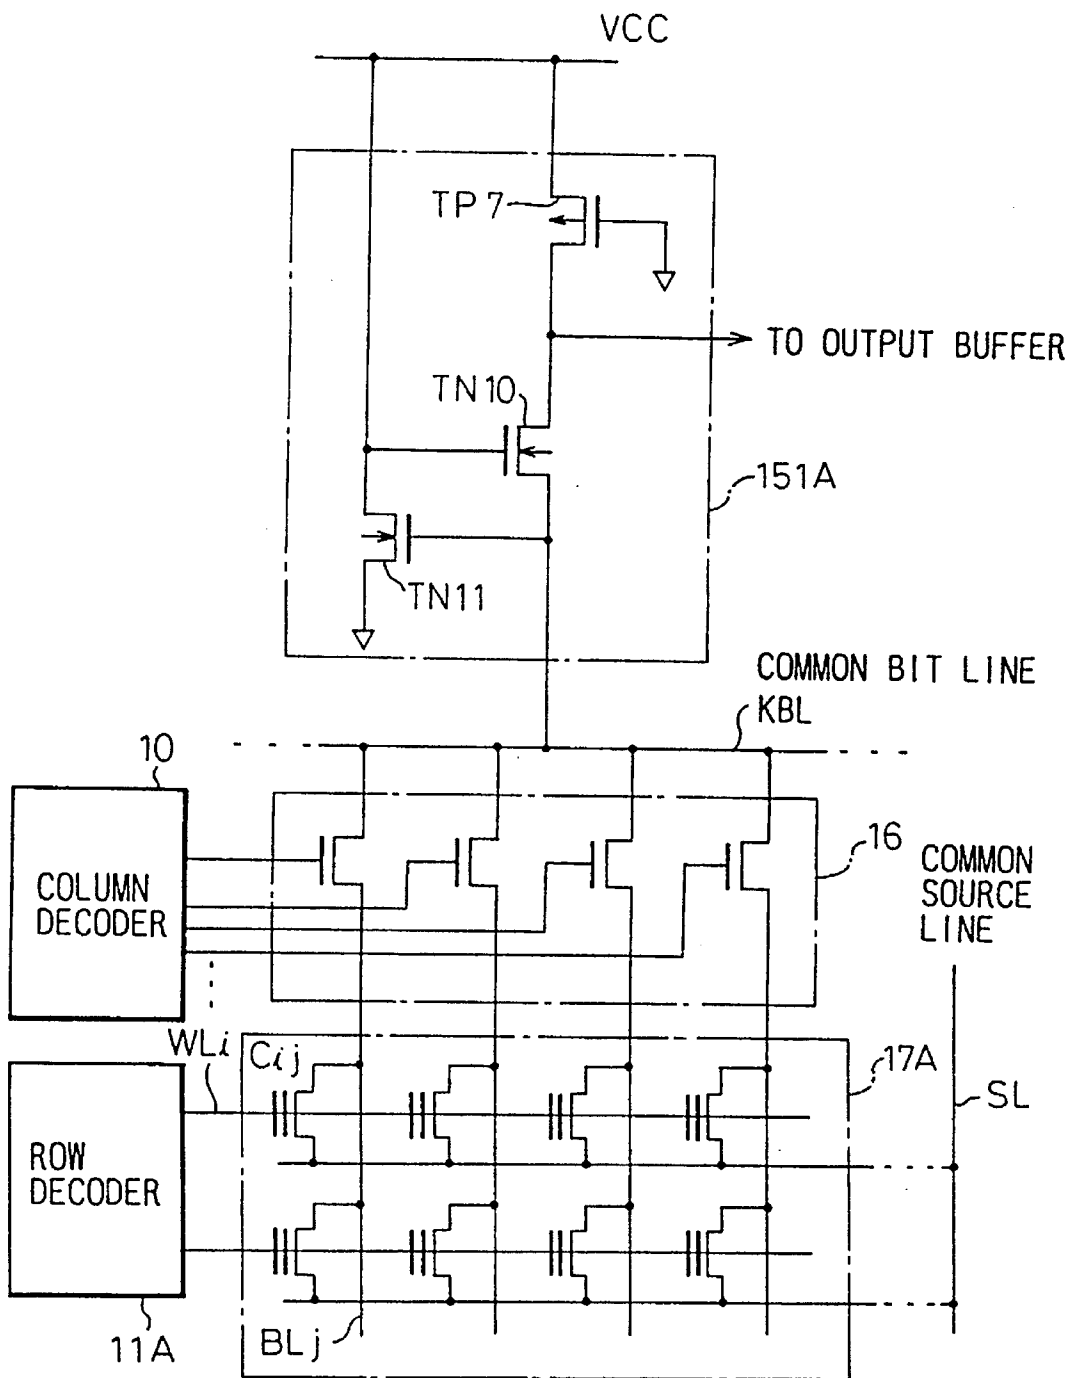 VCC
TP7
TO OUTPUT BUFFER
TN10
151A
TN11
COMMON BIT LINE
KBL
10
16
COLUMN
DECODER
COMMON
SOURCE
LINE
WLi
Cij
17A
SL
ROW
DECODER
11A
BLj